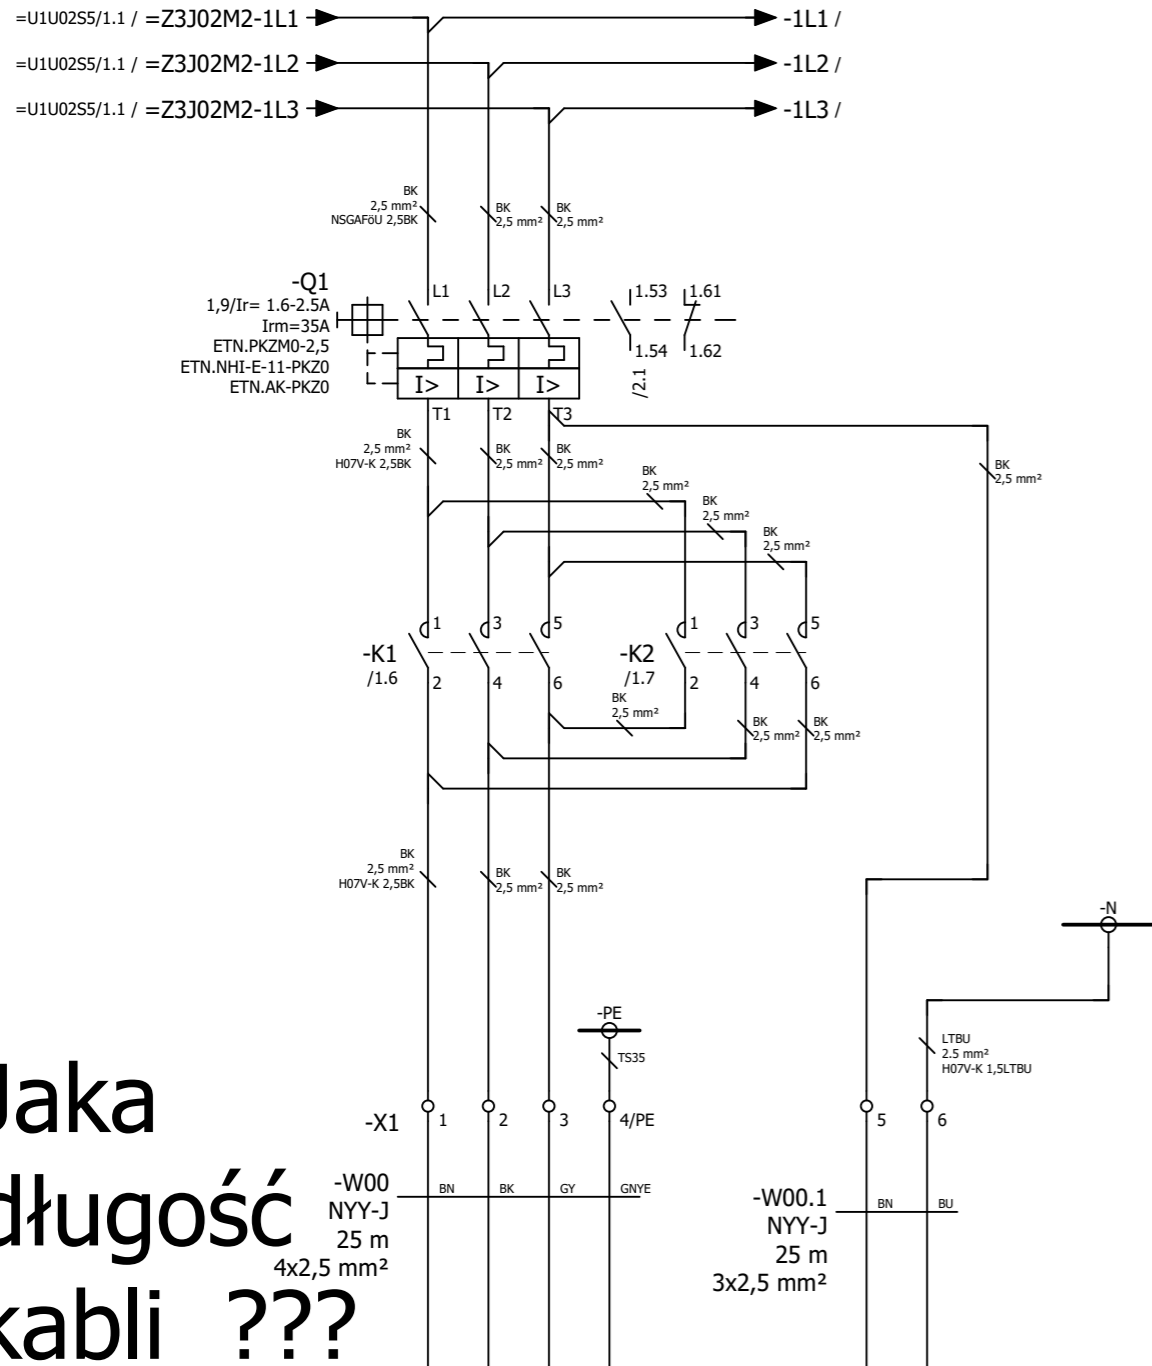 =U1U02S5/1.1 / =Z3J02M2-1L1
-1L1 /
=U1U02S5/1.1 / =Z3J02M2-1L2
-1L2 /
=U1U02S5/1.1 / =Z3J02M2-1L3
-1L3 /
BK
2,5 mm²
NSGAFöU 2,5BK
BK
2,5 mm²
BK
2,5 mm²
-Q1
1,9/Ir= 1.6-2.5A
Irm=35A
ETN.PKZM0-2,5
ETN.NHI-E-11-PKZ0
ETN.AK-PKZ0
L1
L2
L3
1.53
1.61
1.54
1.62
/2.1
I>
I>
I>
T1
T2
T3
BK
2,5 mm²
H07V-K 2,5BK
BK
2,5 mm²
BK
2,5 mm²
BK
2,5 mm²
BK
2,5 mm²
BK
2,5 mm²
BK
2,5 mm²
-K1
/1.6
1
3
5
2
4
6
-K2
/1.7
1
3
5
2
4
6
BK
2,5 mm²
BK
2,5 mm²
BK
2,5 mm²
BK
2,5 mm²
H07V-K 2,5BK
BK
2,5 mm²
BK
2,5 mm²
-N
-PE
TS35
LTBU
2.5 mm²
H07V-K 1,5LTBU
-X1
1
2
3
4/PE
5
6
-W00
NYY-J
25 m
4x2,5 mm²
BN
BK
GY
GNYE
-W00.1
NYY-J
25 m
3x2,5 mm²
BN
BU
Jaka
długość
kabli ???